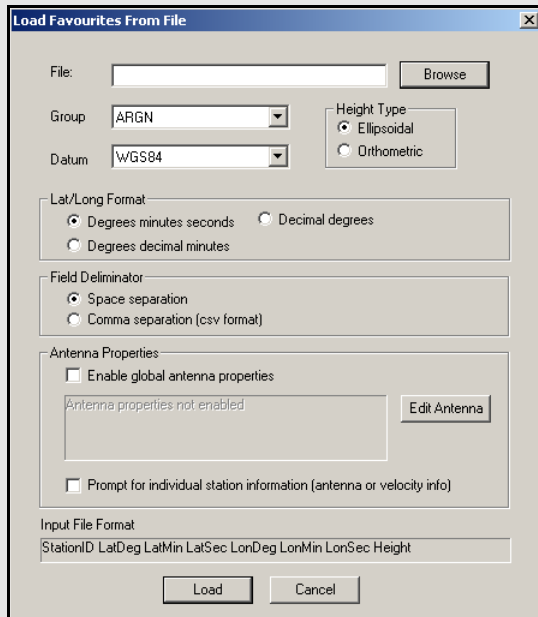 Load Favourites From File
File:
Browse
Group
ARGN
Height Type
Ellipsoidal
Orthometric
Datum
WGS84
Lat/Long Format
Degrees minutes seconds
Decimal degrees
Degrees decimal minutes
Field Deliminator
Space separation
Comma separation (csv format)
Antenna Properties
Enable global antenna properties
Antenna properties not enabled
Edit Antenna
Prompt for individual station information (antenna or velocity info)
Input File Format
StationID LatDeg LatMin LatSec LonDeg LonMin LonSec Height
Load
Cancel